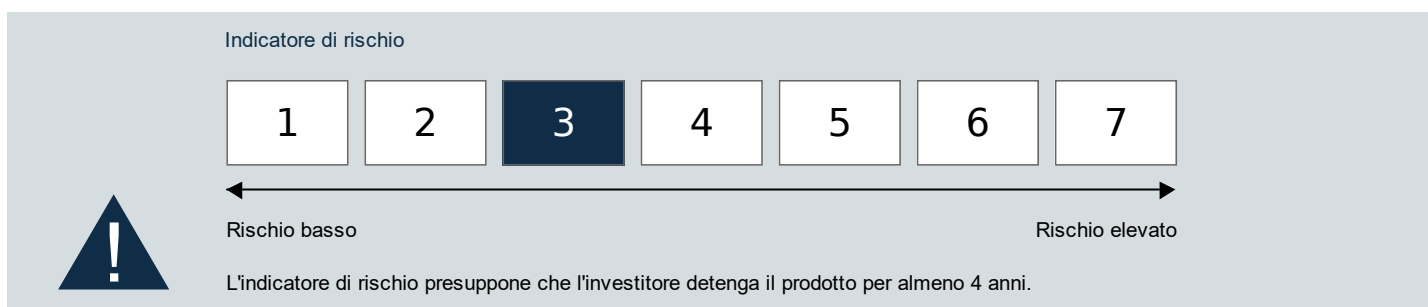 Indicatore di rischio
1 2 3 4 5 6 7
Rischio basso Rischio elevato
!
L'indicatore di rischio presuppone che l'investitore detenga il prodotto per almeno 4 anni.